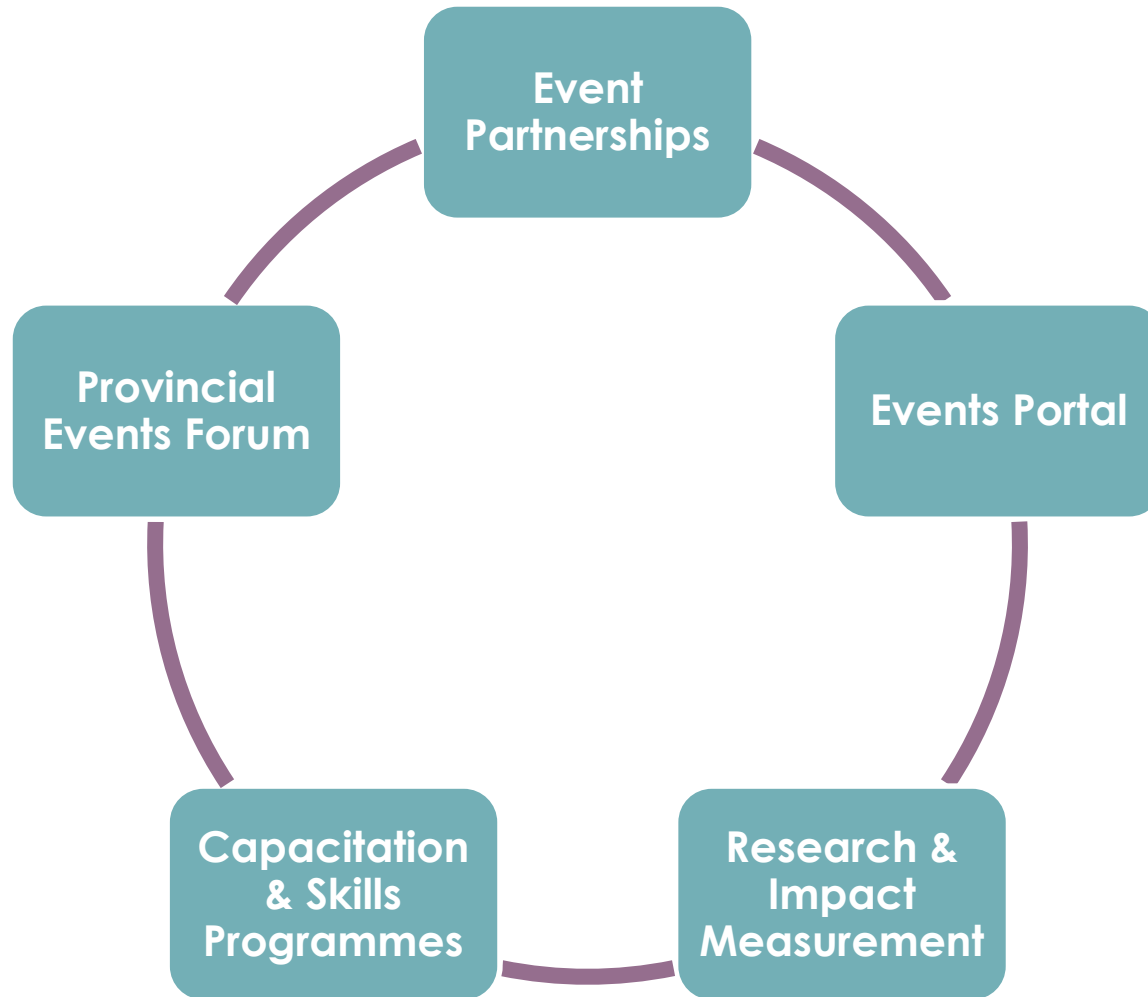 Event
Partnerships
Events Portal
Research &
Impact
Measurement
Capacitation
& Skills
Programmes
Provincial
Events Forum